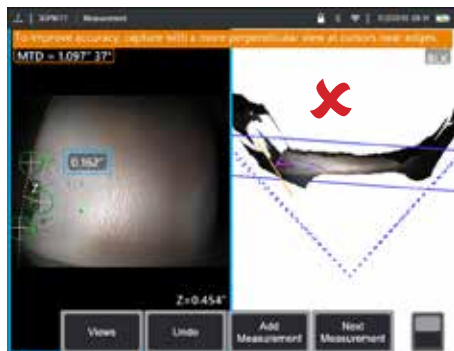 Measurement
To improve accuracy, capture with a more perpendicular view at cursors near edges.
MTD = 1.097" 37°
0.162"
Z=0.454"
Views
Undo
Add
Measurement
Next
Measurement